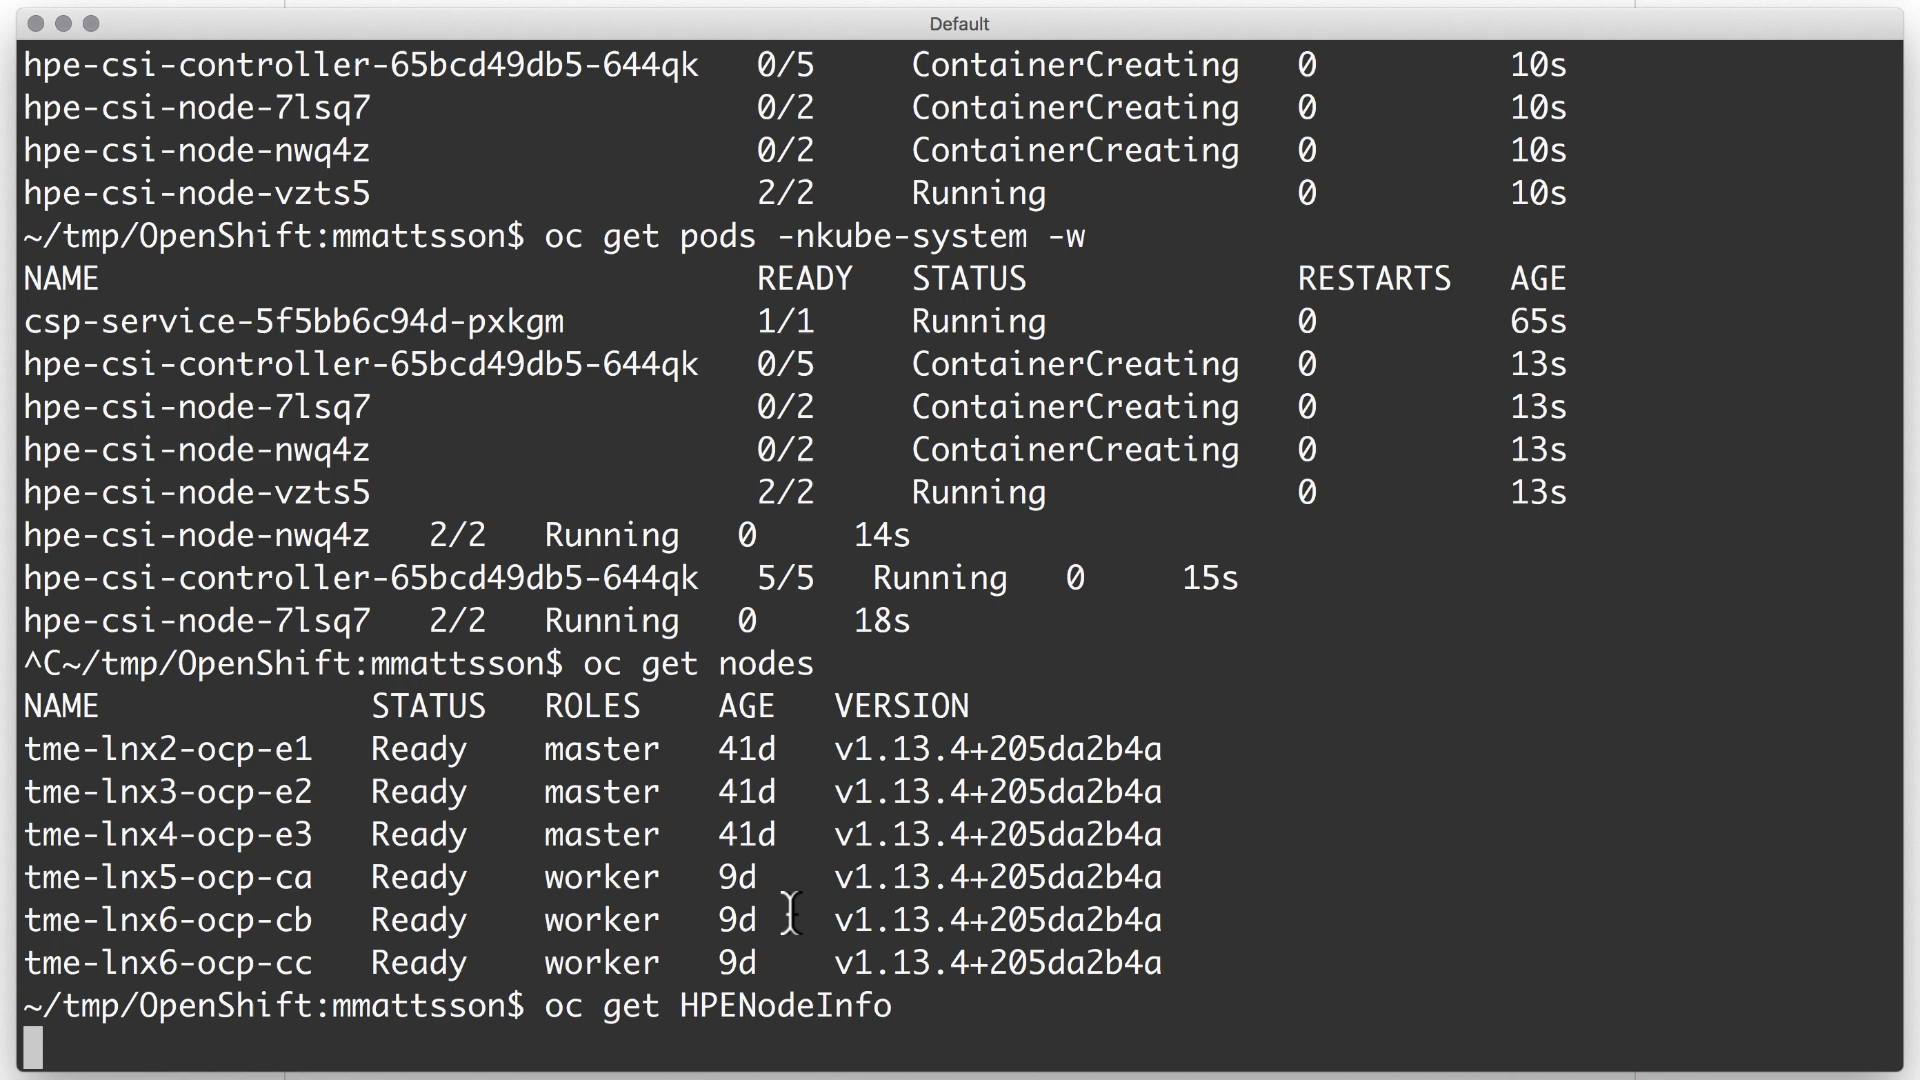 Default
hpe-csi-controller-65bcd49db5-644qk 0/5 ContainerCreating 0 10s
hpe-csi-node-7lsq7 0/2 ContainerCreating 0 10s
hpe-csi-node-nwq4z 0/2 ContainerCreating 0 10s
hpe-csi-node-vzts5 2/2 Running 0 10s
~/tmp/OpenShift:mmattsson$ oc get pods -nkube-system -w
NAME READY STATUS RESTARTS AGE
csp-service-5f5bb6c94d-pxkgm 1/1 Running 0 65s
hpe-csi-controller-65bcd49db5-644qk 0/5 ContainerCreating 0 13s
hpe-csi-node-7lsq7 0/2 ContainerCreating 0 13s
hpe-csi-node-nwq4z 0/2 ContainerCreating 0 13s
hpe-csi-node-vzts5 2/2 Running 0 13s
hpe-csi-node-nwq4z 2/2 Running 0 14s
hpe-csi-controller-65bcd49db5-644qk 5/5 Running 0 15s
hpe-csi-node-7lsq7 2/2 Running 0 18s
^C~/tmp/OpenShift:mmattsson$ oc get nodes
NAME STATUS ROLES AGE VERSION
tme-lnx2-ocp-e1 Ready master 41d v1.13.4+205da2b4a
tme-lnx3-ocp-e2 Ready master 41d v1.13.4+205da2b4a
tme-lnx4-ocp-e3 Ready master 41d v1.13.4+205da2b4a
tme-lnx5-ocp-ca Ready worker 9d v1.13.4+205da2b4a
tme-lnx6-ocp-cb Ready worker 9d v1.13.4+205da2b4a
tme-lnx6-ocp-cc Ready worker 9d v1.13.4+205da2b4a
~/tmp/OpenShift:mmattsson$ oc get HPENodeInfo